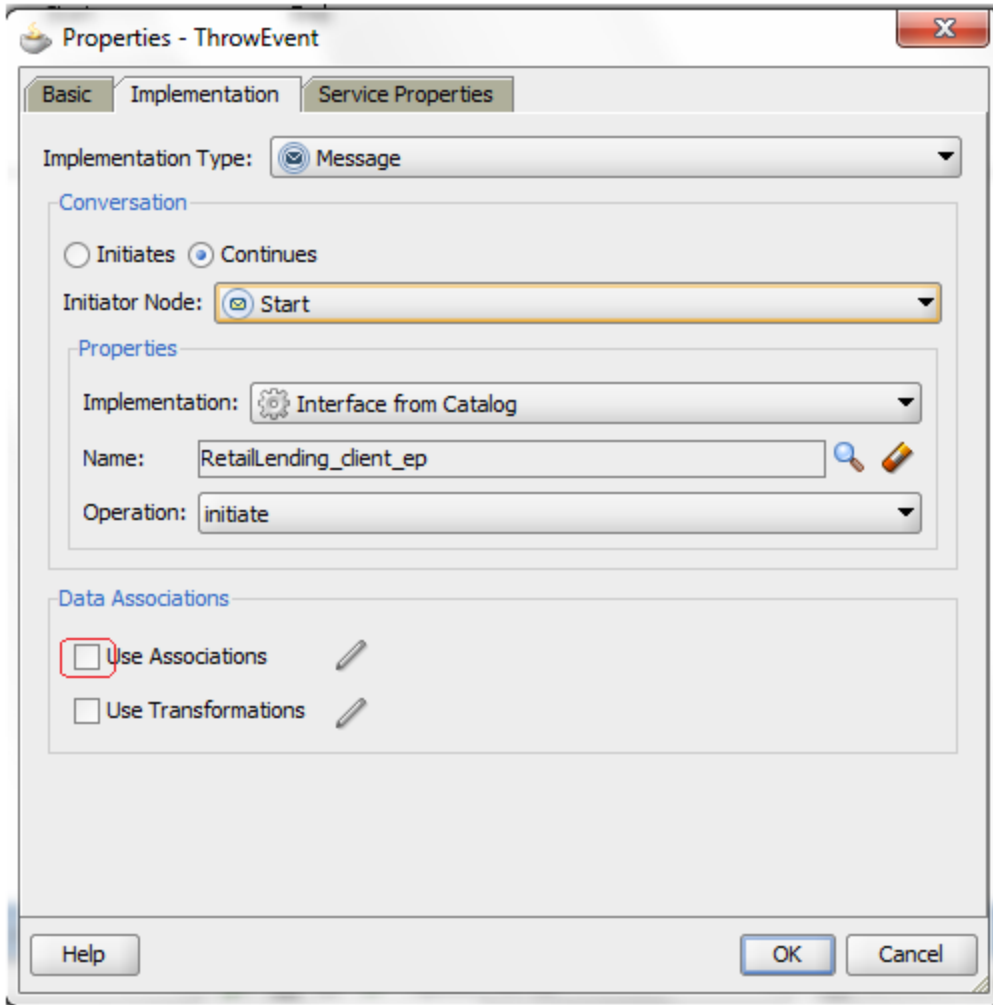 Properties - ThrowEvent
Basic Implementation Service Properties
Implementation Type: Message
Conversation
Initiates Continues
Initiator Node: Start
Properties
Implementation: Interface from Catalog
Name: RetailLending_client_ep
Operation: initiate
Data Associations
Use Associations
Use Transformations
Help OK Cancel